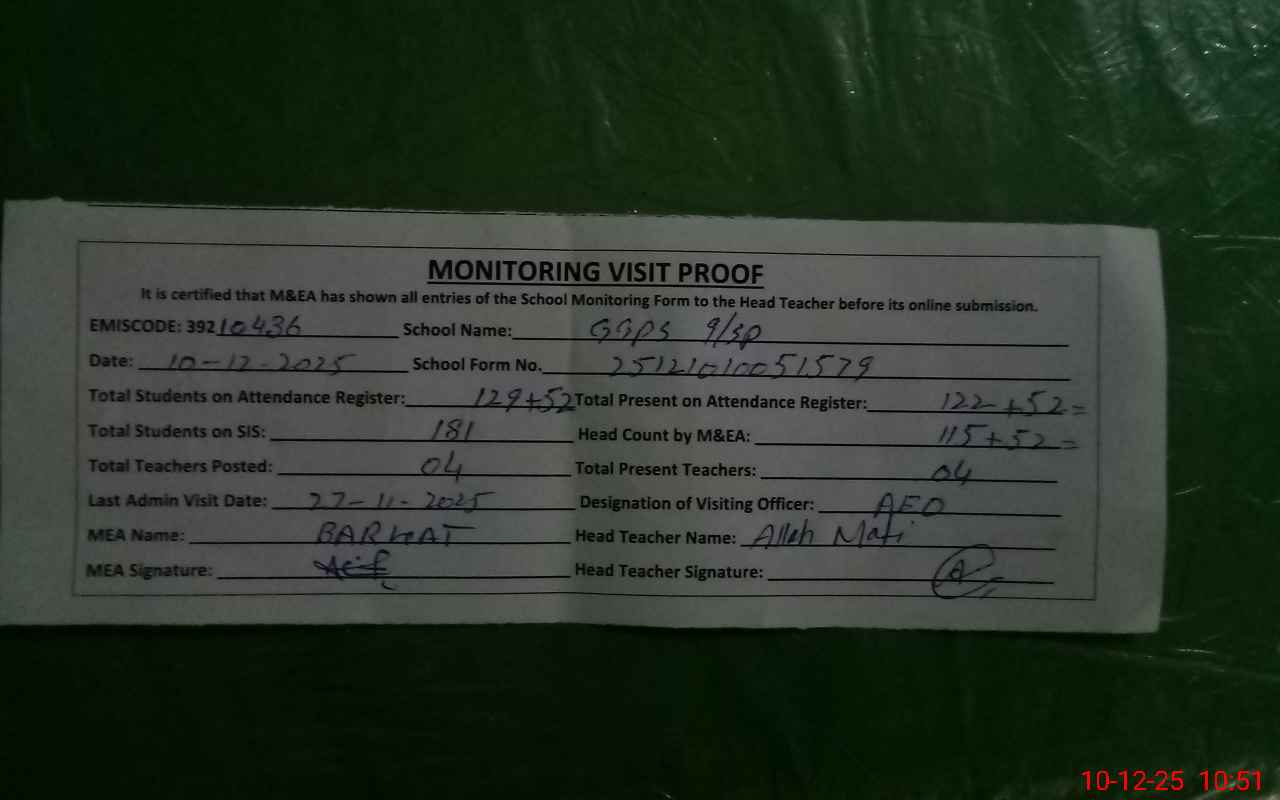 MONITORING VISIT PROOF
It is certified that M&EA has shown all entries of the School Monitoring Form to the Head Teacher before its online submission.
EMISCODE: 39210436 School Name: GGPS 9/SP
Date: 10-12-2025 School Form No. 25121010051579
Total Students on Attendance Register: 129+52 Total Present on Attendance Register: 122+52=
Total Students on SIS: 181 Head Count by M&EA: 115+52=
Total Teachers Posted: 04 Total Present Teachers: 04
Last Admin Visit Date: 27-11-2025 Designation of Visiting Officer: AEO
MEA Name: BARKAT Head Teacher Name: Allah
MEA Signature: Head Teacher Signature:
10-12-25 10:51